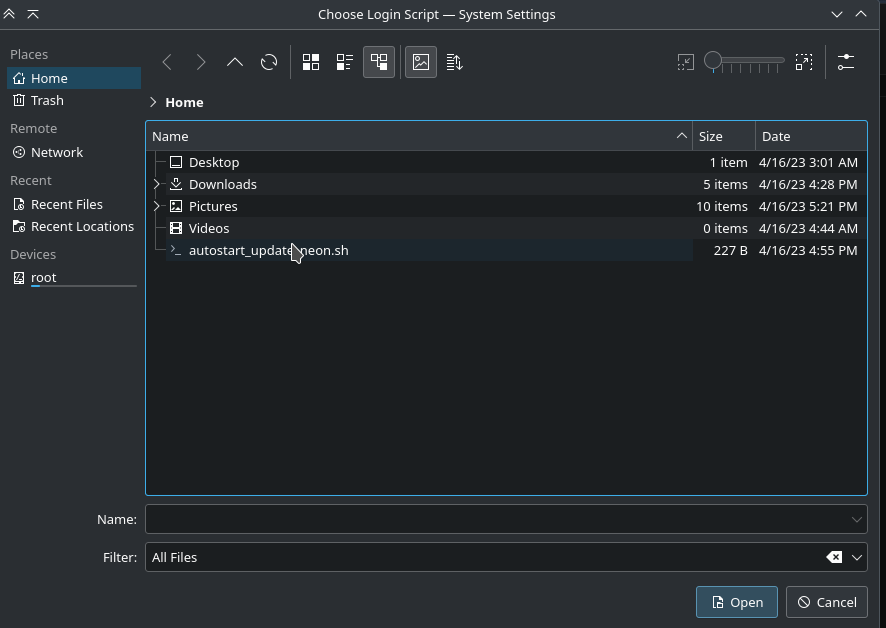 Choose Login Script — System Settings
Places
Home
Trash
Remote
Network
Recent
Recent Files
Recent Locations
Devices
root
Home
Name Size Date
Desktop 1 item 4/16/23 3:01 AM
Downloads 5 items 4/16/23 4:28 PM
Pictures 10 items 4/16/23 5:21 PM
Videos 0 items 4/16/23 4:44 AM
autostart_update_neon.sh 227 B 4/16/23 4:55 PM
Name:
Filter: All Files
Open Cancel